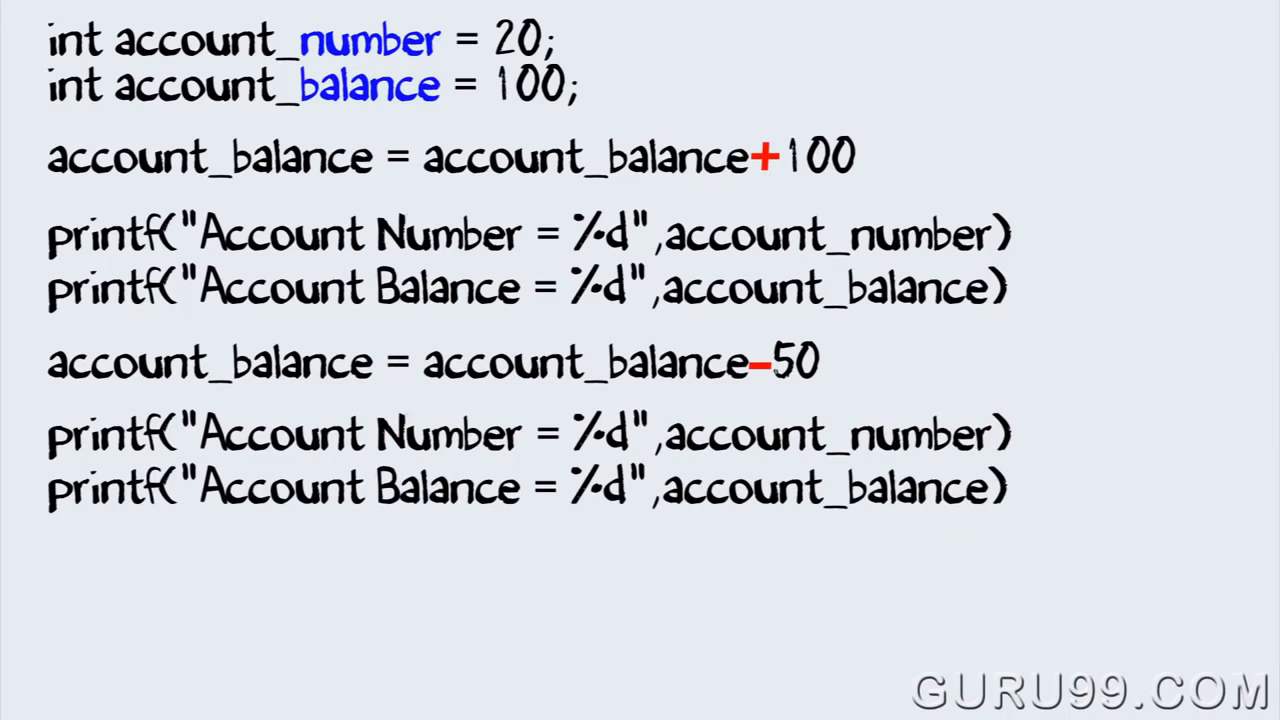 int account_number = 20;
int account_balance = 100;
account_balance = account_balance+100
printf("Account Number = %d",account_number)
printf("Account Balance = %d",account_balance)
account_balance = account_balance-50
printf("Account Number = %d",account_number)
printf("Account Balance = %d",account_balance)
GURU99.COM